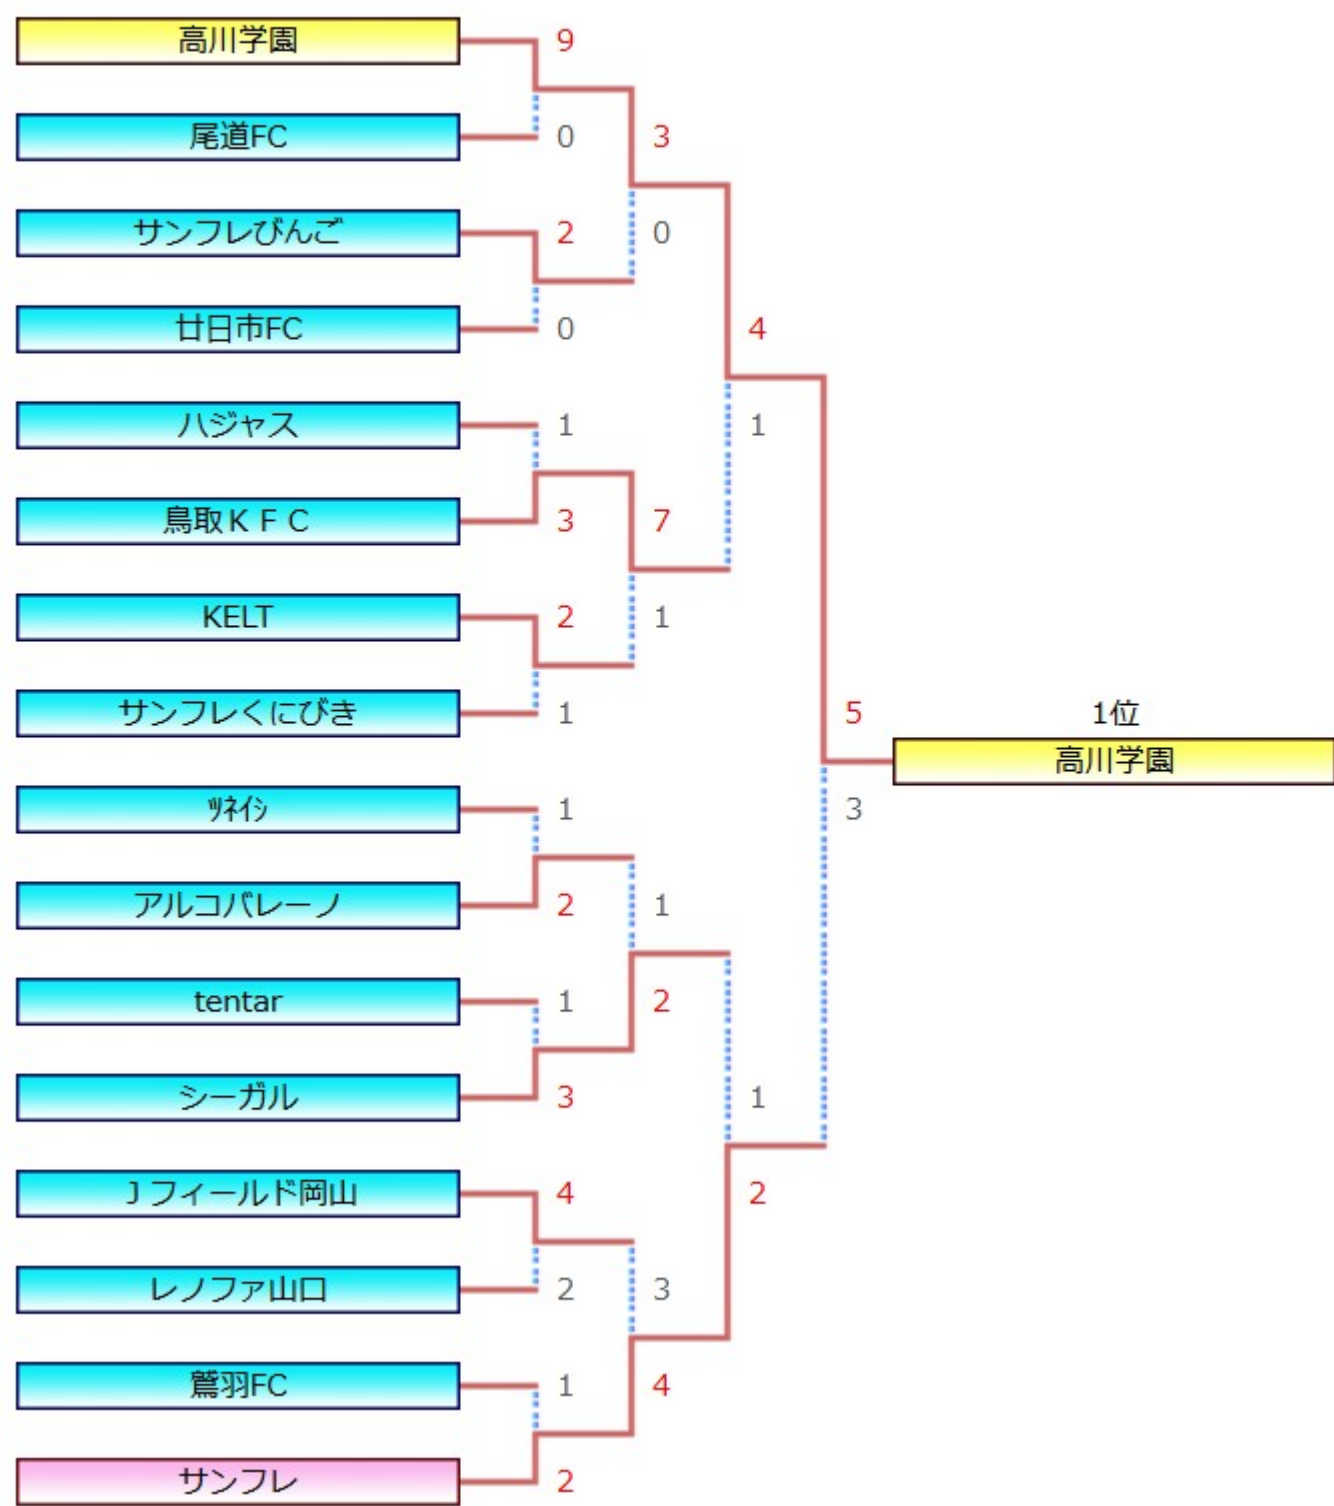 高川学園
9
尾道FC
0
3
サンフレびんご
2
0
廿日市FC
0
4
ハジャス
1
1
鳥取ＫＦＣ
3
7
KELT
2
1
サンフレくにびき
1
5
1位
高川学園
ﾂﾈｲｼ
1
3
アルコバレーノ
2
1
tentar
1
2
シーガル
3
1
Ｊフィールド岡山
4
2
レノファ山口
2
3
鷲羽FC
1
4
サンフレ
2